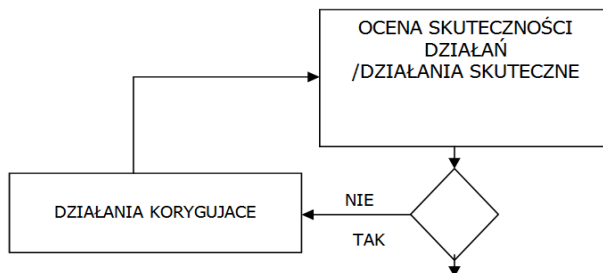 OCENA SKUTECZNOŚCI
DZIAŁAŃ
/DZIAŁANIA SKUTECZNE
NIE
DZIAŁANIA KORYGUJACE
TAK